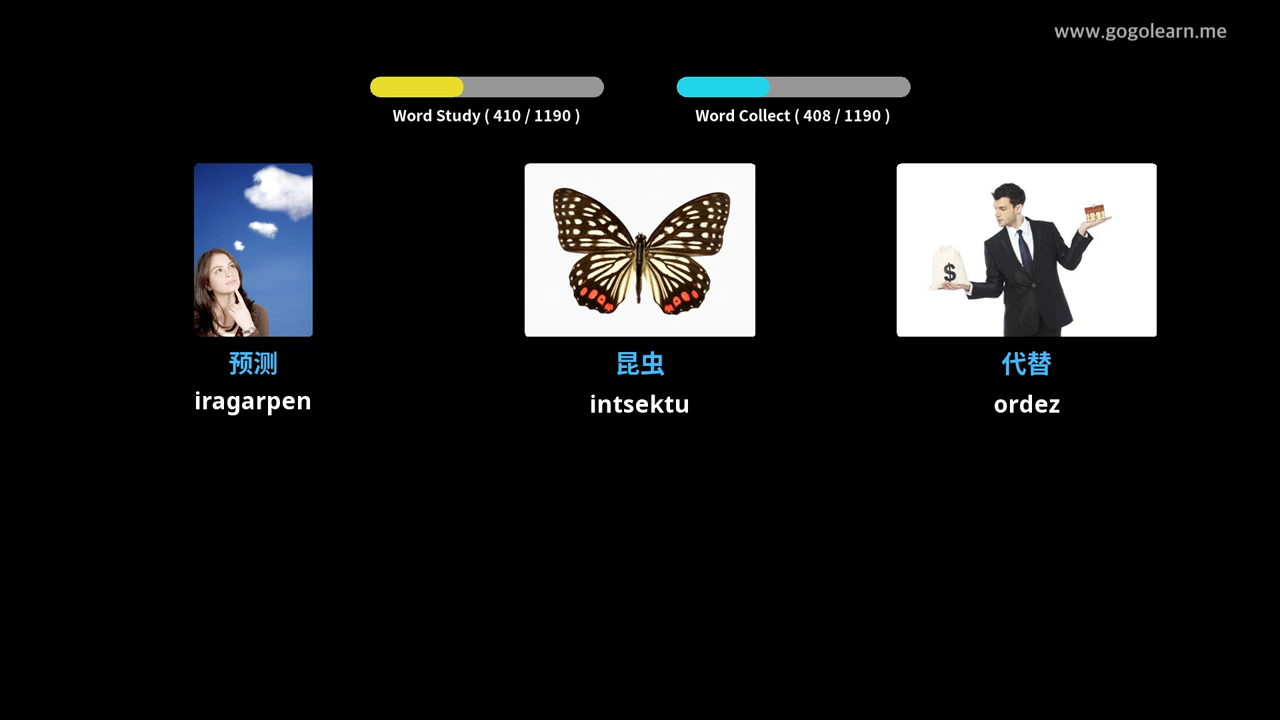 www.gogolearn.me
Word Study ( 410 / 1190 )
Word Collect ( 408 / 1190 )
预测
昆虫
代替
iragarpen
intsektu
ordez
$